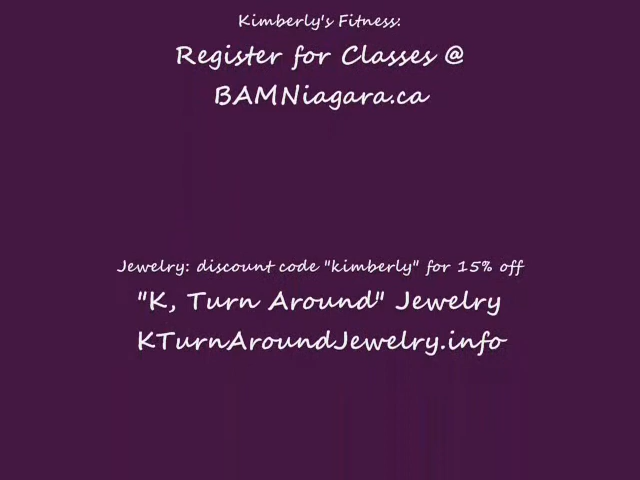 Kimberly's Fitness:
Register for Classes @
BAMNiagara.ca
Jewelry: discount code "kimberly" for 15% off
"K, Turn Around" Jewelry
KTurnAroundJewelry.info